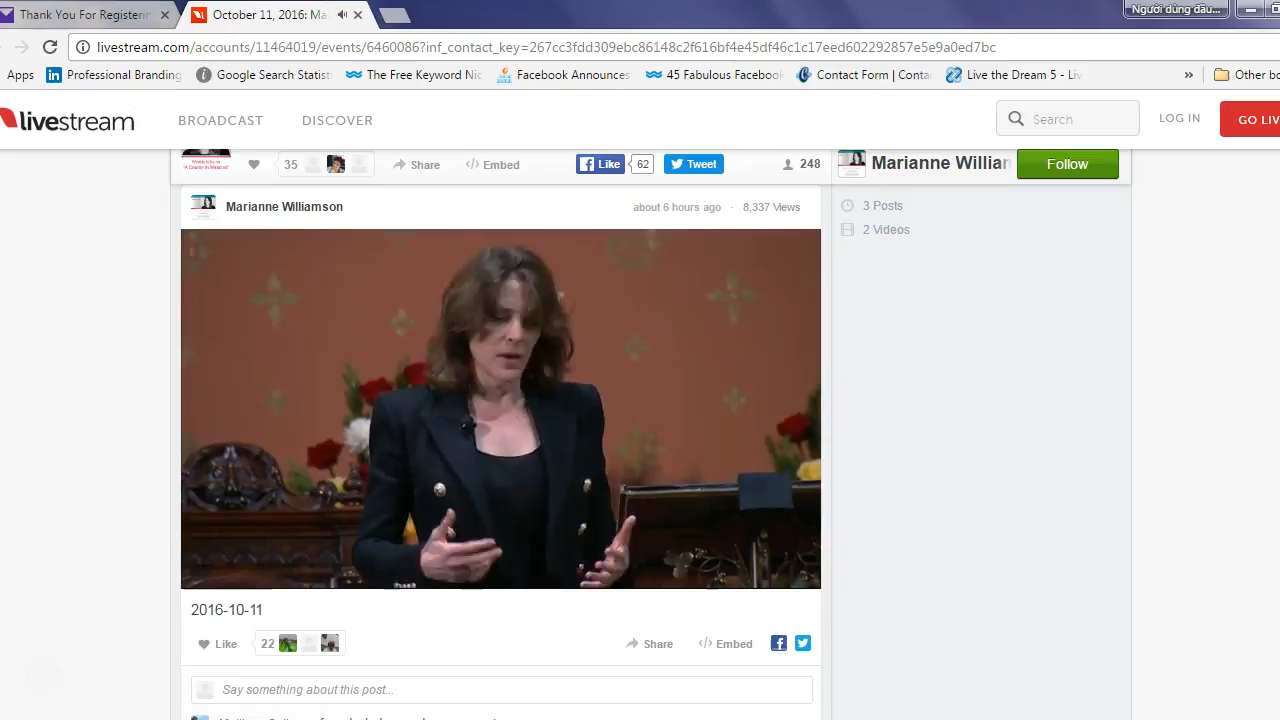 Thank You For Registern
October 11, 2016: Ma
Người dùng đầu...
livestream.com/accounts/11464019/events/6460086?inf_contact_key=267cc3fdd309ebc86148c2f616bf4e45df46c1c17eed602292857e5e9a0ed7bc
Apps
Professional Branding
Google Search Statist
The Free Keyword Nic
Facebook Announces
45 Fabulous Facebook
Contact Form | Conta
Live the Dream 5 - Liv
»
Other bo
livestream
BROADCAST
DISCOVER
Search
LOG IN
GO LIV
35
Share
Embed
Like
62
Tweet
248
Marianne Willian
Follow
Marianne Williamson
about 6 hours ago · 8,337 Views
3 Posts
2 Videos
2016-10-11
Like
22
Share
Embed
Say something about this post...